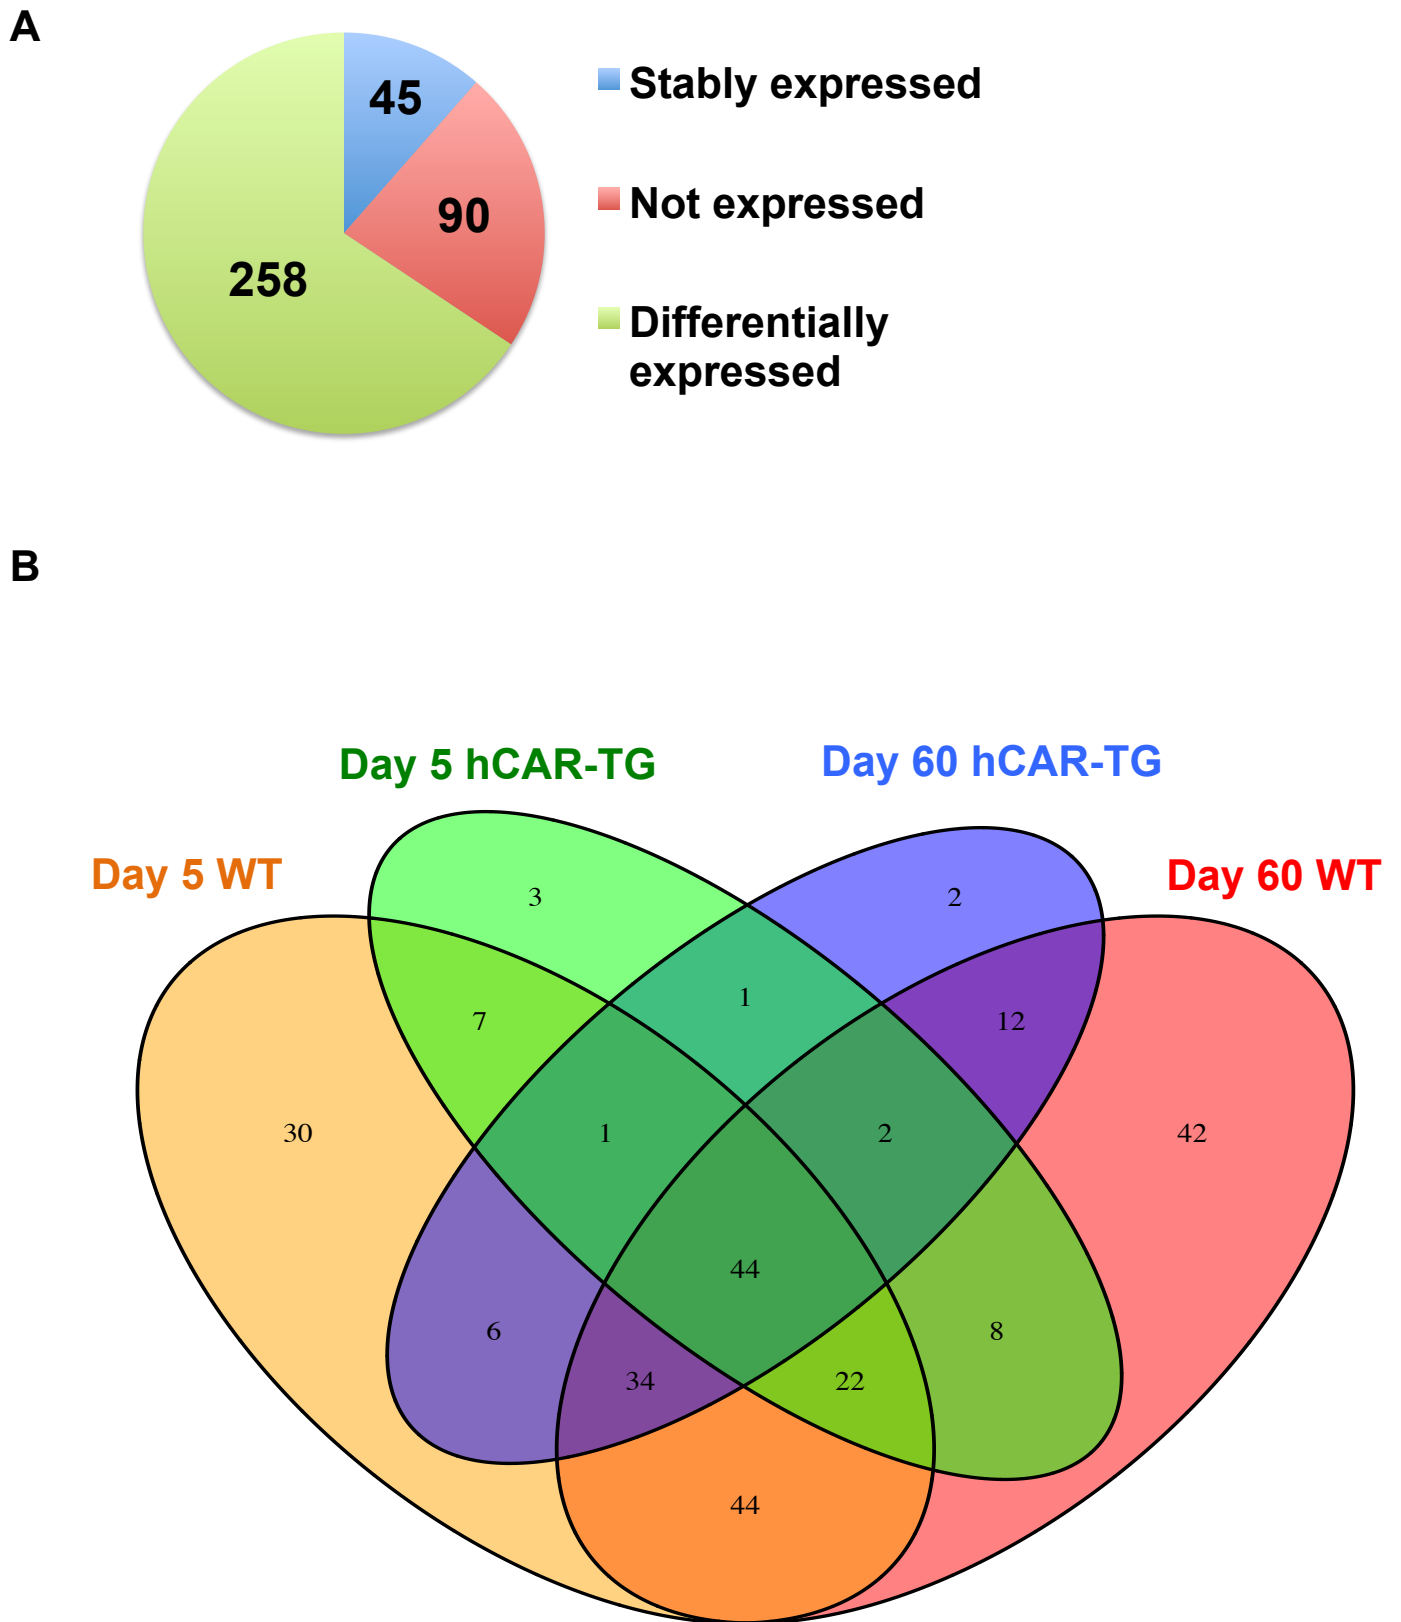 A
45
90
258
Stably expressed
Not expressed
Differentially
expressed
B
Day 5 hCAR-TG
Day 60 hCAR-TG
Day 5 WT
Day 60 WT
3
2
1
7
12
30
1
2
42
44
6
8
34
22
44